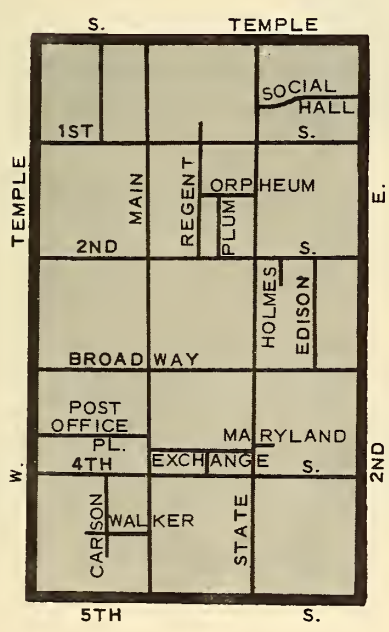 S. TEMPLE
SOCIAL
HALL
1ST S.
W. TEMPLE
MAIN
REGENT
ORPHEUM
PLUM
E.
2ND S.
HOLMES
EDISON
BROADWAY
POST
OFFICE
PL.
MARYLAND
EXCHANGE
4TH S.
2ND
CARLSON
WALKER
STATE
5TH S.